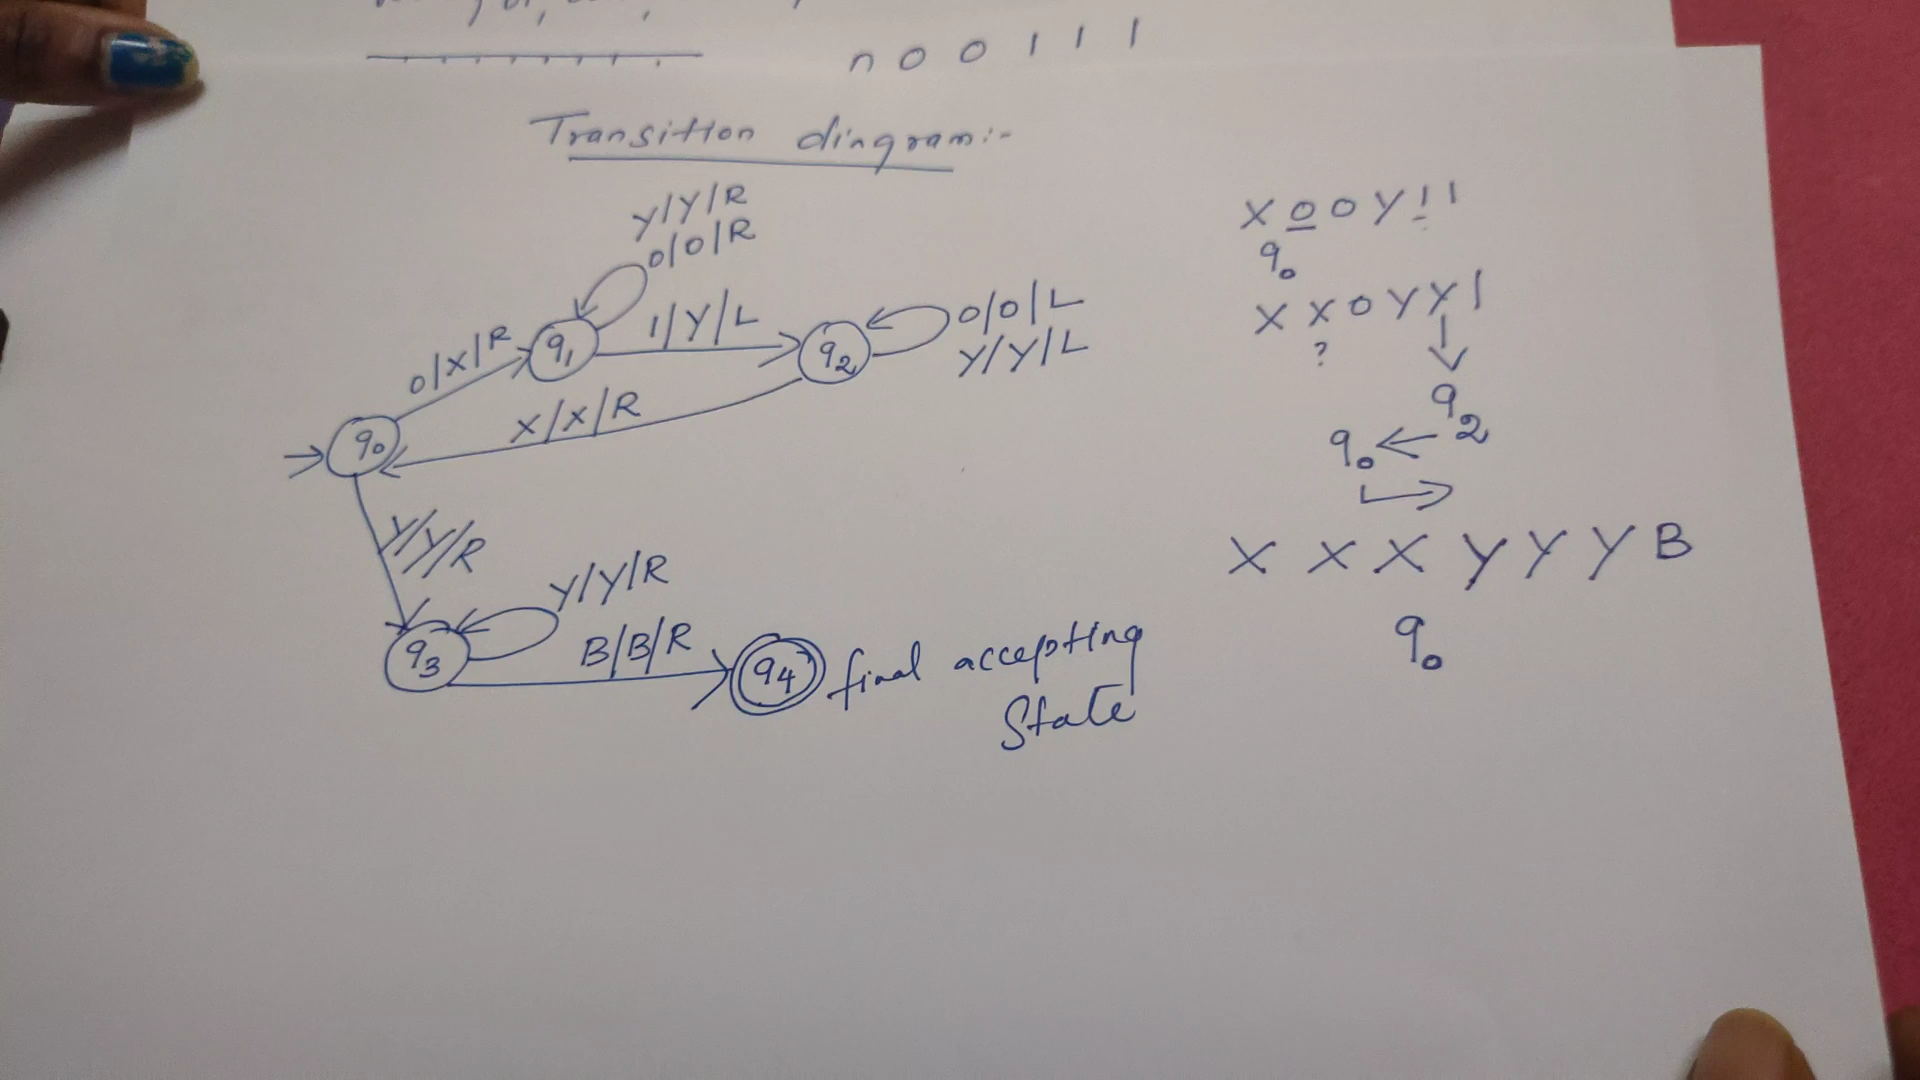 n 0 0 1 1 1
Transition diagram:-
Y/Y/R
0/0/R
0/X/R
q1
1/Y/L
q2
0/0/L
Y/Y/L
X/X/R
q0
Y/Y/R
q3
Y/Y/R
B/B/R
q4
final accepting
State
X 0 0 Y 1 1
q0
X X 0 Y Y 1
?
q2
q0
X X X Y Y Y B
q0